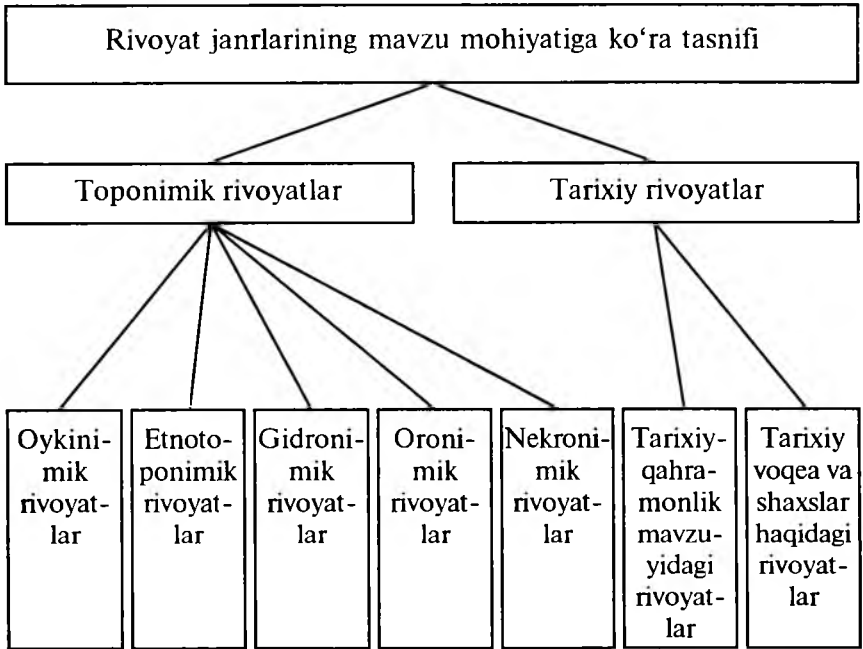 Rivoyat janrlarining mavzu mohiyatiga ko‘ra tasnifi
Toponimik rivoyatlar
Tarixiy rivoyatlar
Oykini-
mik
rivoyat-
lar
Etnoto-
ponimik
rivoyat-
lar
Gidroni-
mik
rivoyat-
lar
Oroni-
mik
rivoyat-
lar
Nekroni-
mik
rivoyat-
lar
Tarixiy-
qahra-
monlik
mavzu-
yidagi
rivoyat-
lar
Tarixiy
voqea va
shaxslar
haqidagi
rivoyat-
lar